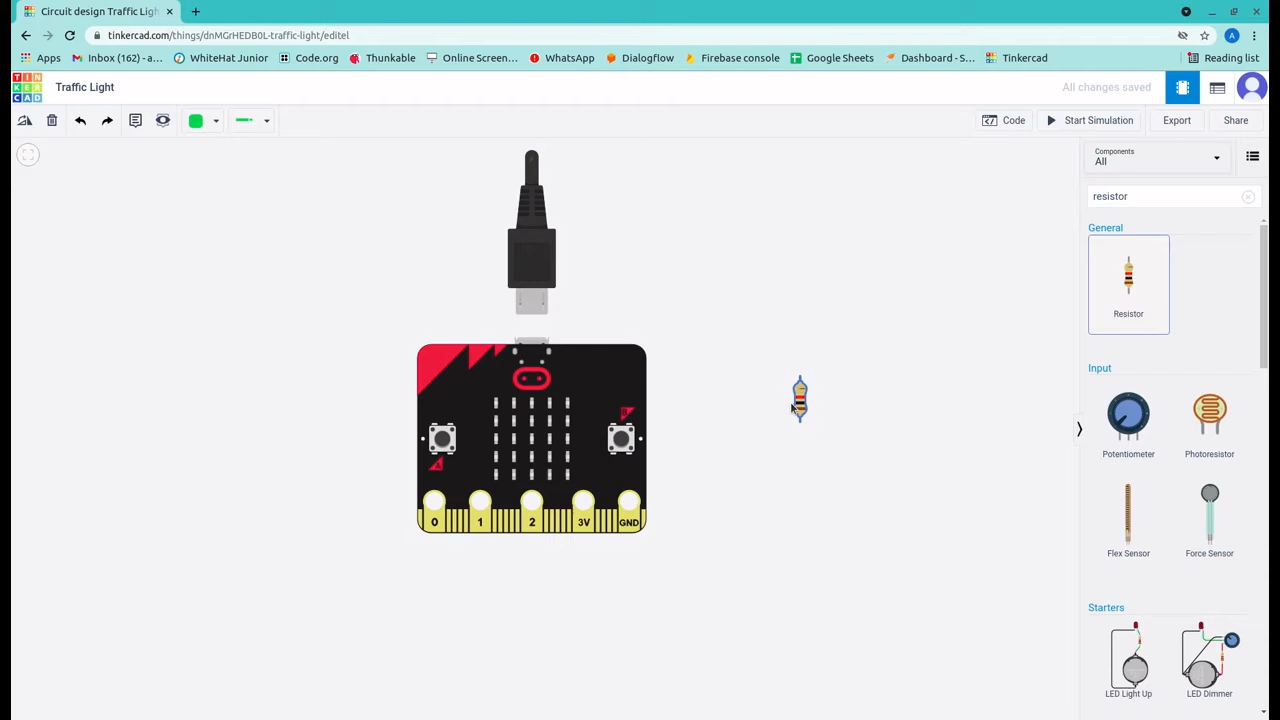 Circuit design Traffic Ligh
tinkercad.com/things/dnMGrHEDB0L-traffic-light/editel
A
Apps
Inbox (162) - a...
WhiteHat Junior
Code.org
Thunkable
Online Screen...
WhatsApp
Dialogflow
Firebase console
Google Sheets
Dashboard - S...
Tinkercad
Reading list
TIN
KER
CAD
Traffic Light
All changes saved
Code
Start Simulation
Export
Share
Components
All
resistor
General
Resistor
Input
Potentiometer
Photoresistor
Flex Sensor
Force Sensor
Starters
LED Light Up
LED Dimmer
B
A
0 1 2 3V GND